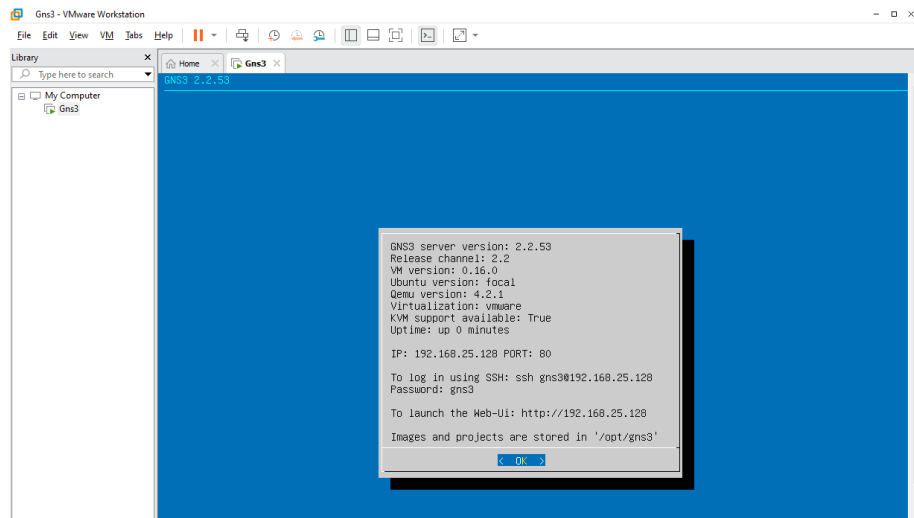 Gns3 - VMware Workstation
File Edit View VM Tabs Help
Library
Type here to search
My Computer
Gns3
Home
Gns3
GNS3 2.2.53
GNS3 server version: 2.2.53
Release channel: 2.2
VM version: 0.16.0
Ubuntu version: focal
Qemu version: 4.2.1
Virtualization: vmware
KVM support available: True
Uptime: up 0 minutes
IP: 192.168.25.128 PORT: 80
To log in using SSH: ssh gns3@192.168.25.128
Password: gns3
To launch the Web-Ui: http://192.168.25.128
Images and projects are stored in '/opt/gns3'
< OK >